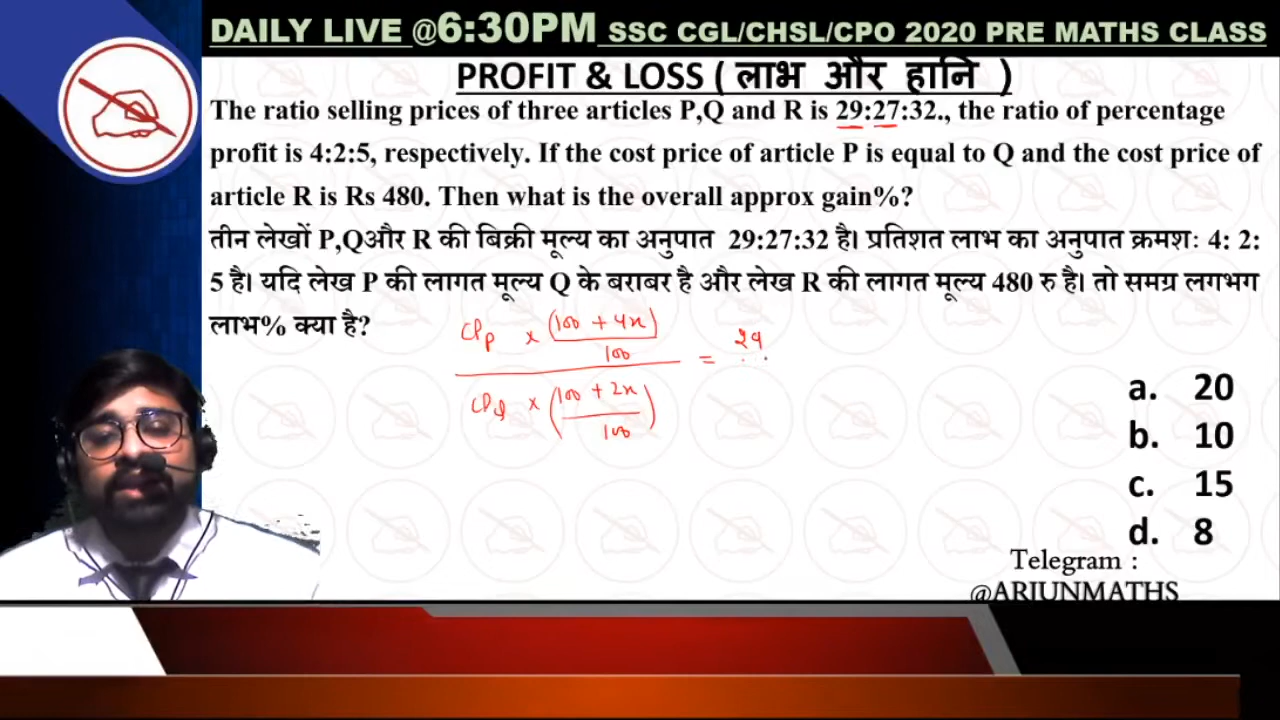 DAILY LIVE @6:30PM SSC CGL/CHSL/CPO 2020 PRE MATHS CLASS
PROFIT & LOSS ( लाभ और हानि )
The ratio selling prices of three articles P,Q and R is 29:27:32., the ratio of percentage
profit is 4:2:5, respectively. If the cost price of article P is equal to Q and the cost price of
article R is Rs 480. Then what is the overall approx gain%?
तीन लेखों P,Qऔर R की बिक्री मूल्य का अनुपात 29:27:32 है। प्रतिशत लाभ का अनुपात क्रमशः 4: 2:
5 है। यदि लेख P की लागत मूल्य Q के बराबर है और लेख R की लागत मूल्य 480 रु है। तो समग्र लगभग
लाभ% क्या है?
CPp × (100 + 4x)
100
= 29
CPQ × (100 + 2x)
100
a. 20
b. 10
c. 15
d. 8
Telegram :
@ARJUNMATHS